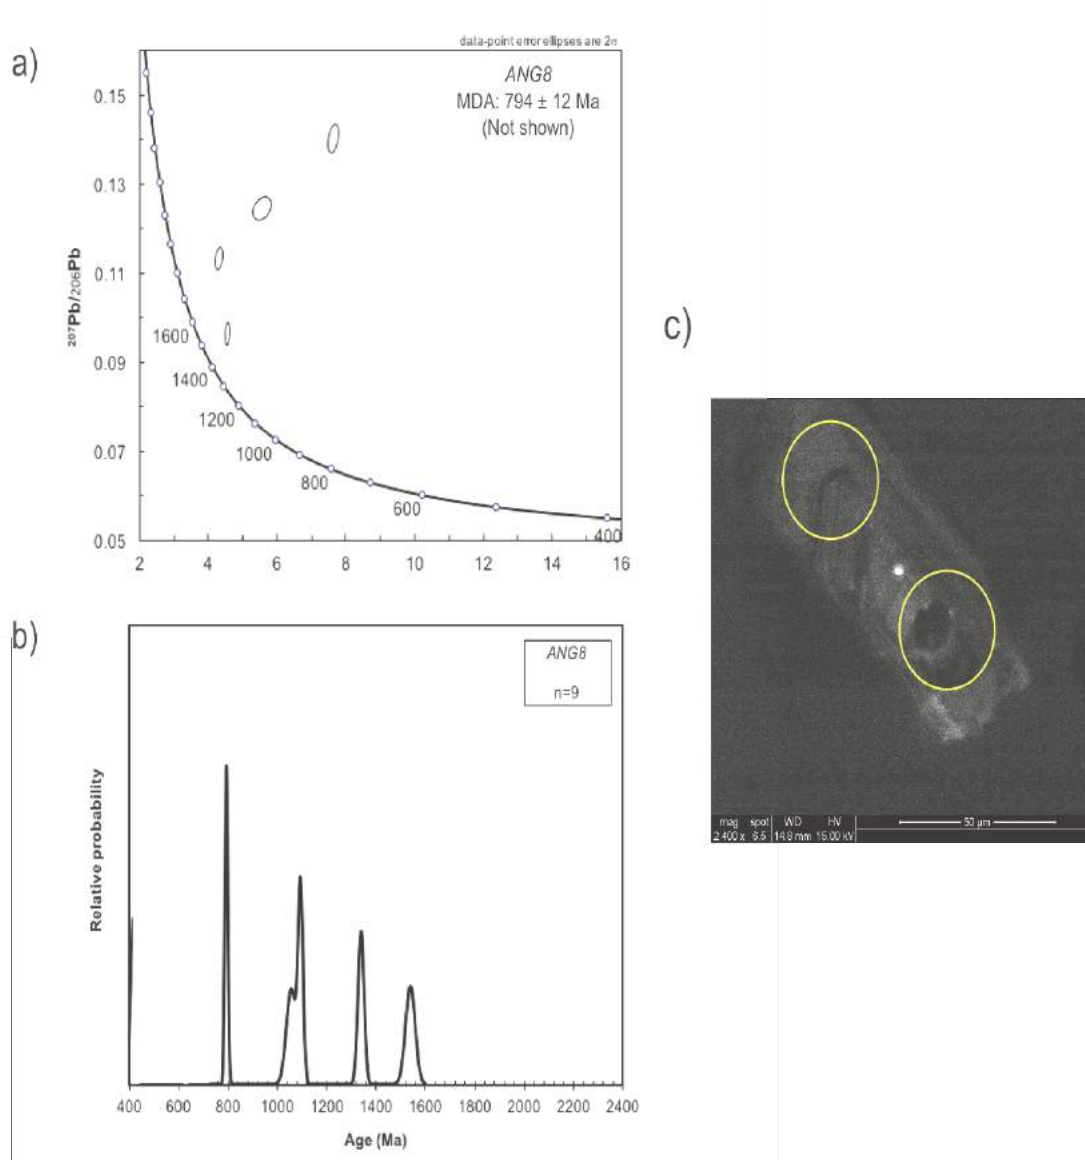 a)
data-point error ellipses are 2σ
ANG8
MDA: 794 ± 12 Ma
(Not shown)
0.15
0.13
0.11
0.09
0.07
0.05
²⁰⁷Pb/₂₀₆Pb
1600
1400
1200
1000
800
600
400
2 4 6 8 10 12 14 16
b)
ANG8
n=9
Relative probability
400 600 800 1000 1200 1400 1600 1800 2000 2200 2400
Age (Ma)
c)
mag spot WD HV
2 400 x 6.5 14.8 mm 15.00 kV
50 µm